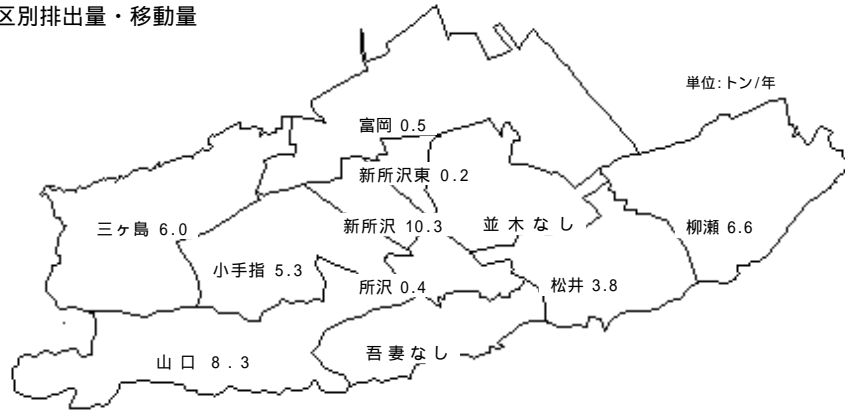 区別排出量・移動量
単位:トン/年
富岡 0.5
新所沢東 0.2
三ヶ島 6.0
新所沢 10.3
並木なし
柳瀬 6.6
小手指 5.3
所沢 0.4
松井 3.8
山口 8.3
吾妻なし